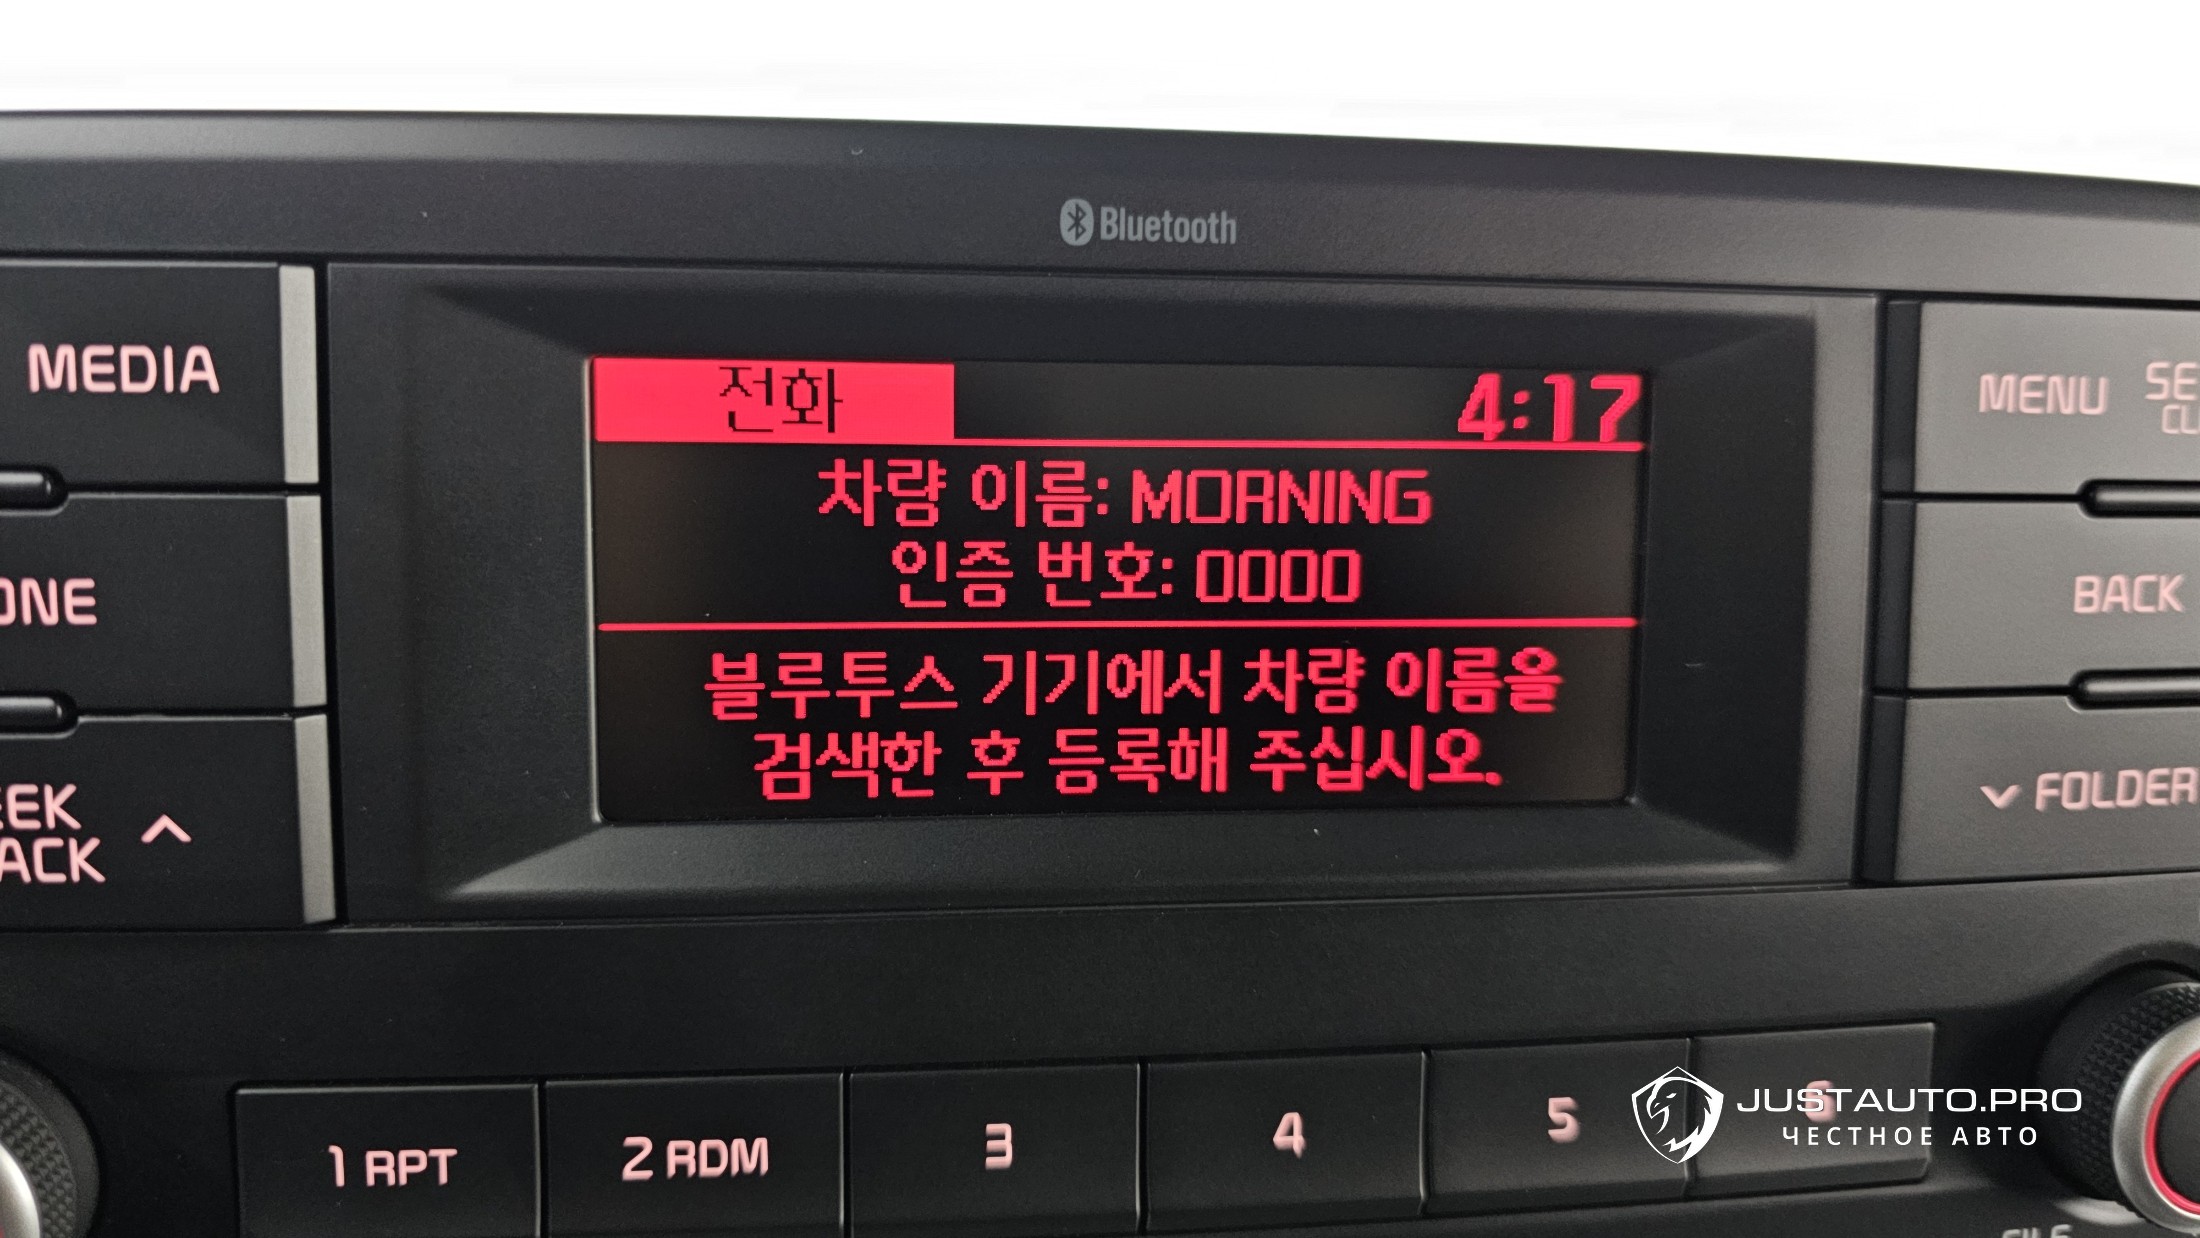 Bluetooth
MEDIA
전화
4:17
MENU
차량 이름: MORNING
인증 번호: 0000
BACK
블루투스 기기에서 차량 이름을
검색한 후 등록해 주십시오.
FOLDER
1 RPT
2 RDM
3
4
5
6
JUSTAUTO.PRO
ЧЕСТНОЕ АВТО